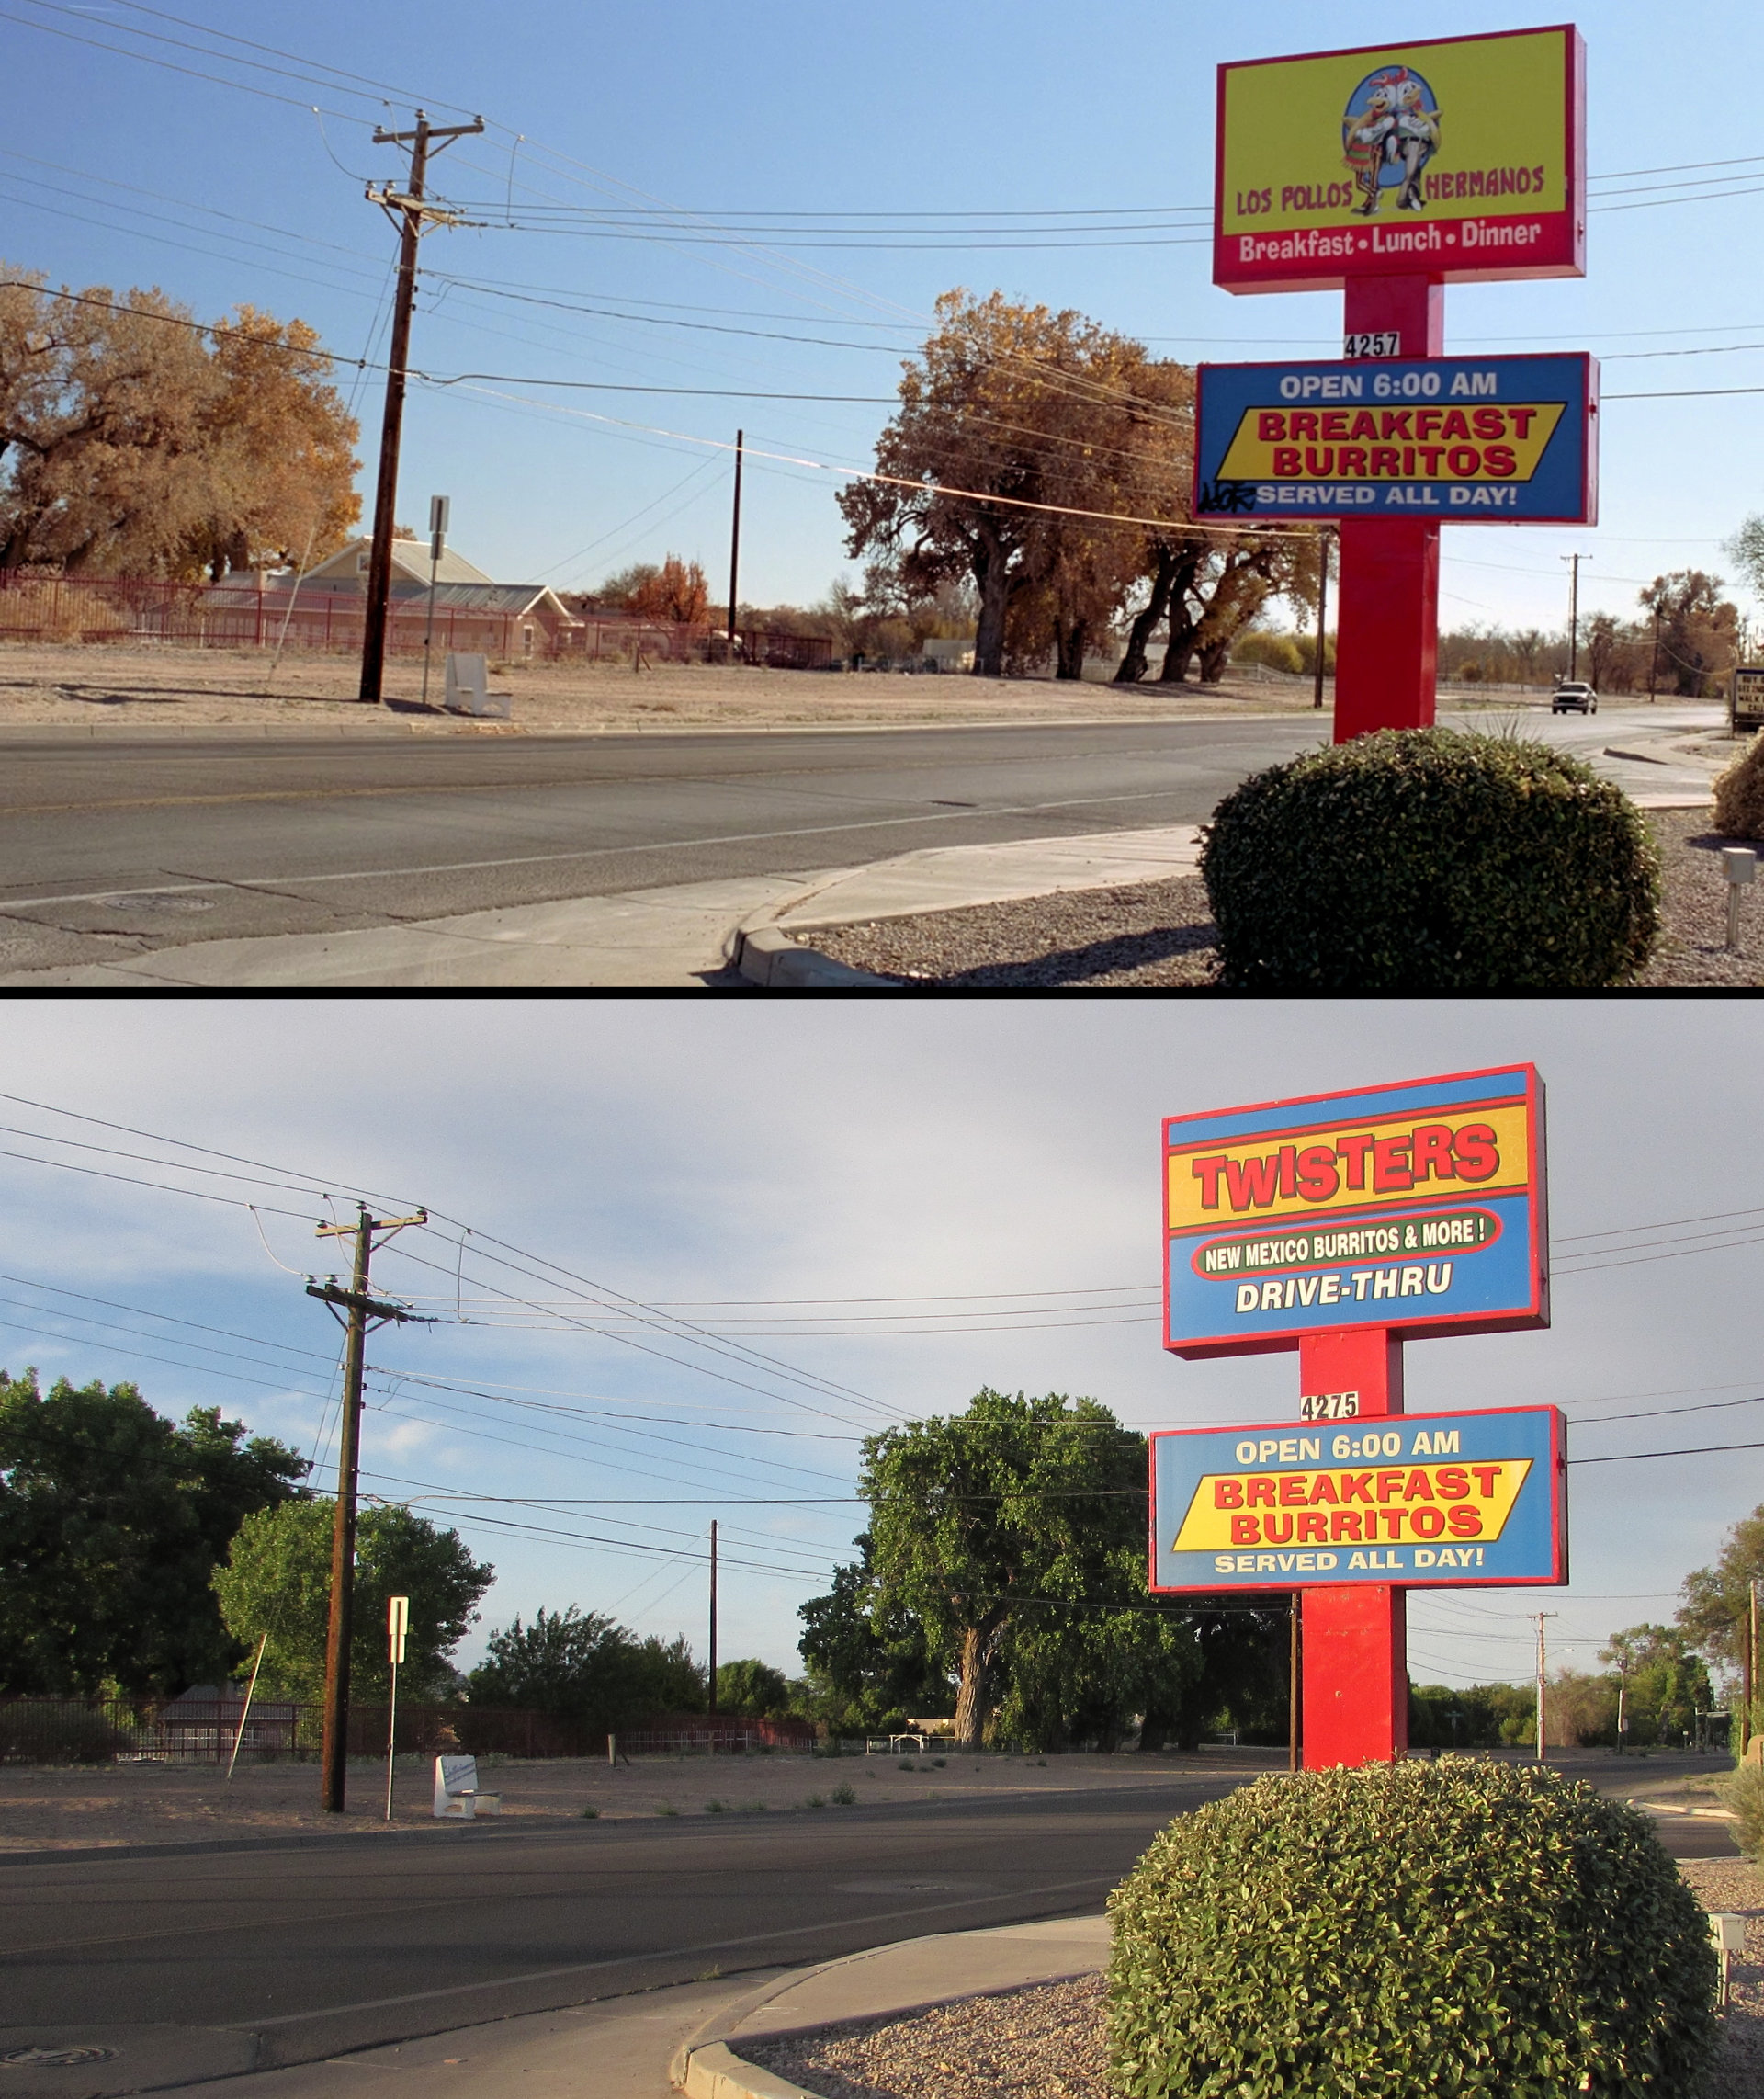 LOS POLLOS HERMANOS
Breakfast • Lunch • Dinner
4257
OPEN 6:00 AM
BREAKFAST
BURRITOS
SERVED ALL DAY!
TWISTERS
NEW MEXICO BURRITOS & MORE!
DRIVE-THRU
4275
OPEN 6:00 AM
BREAKFAST
BURRITOS
SERVED ALL DAY!